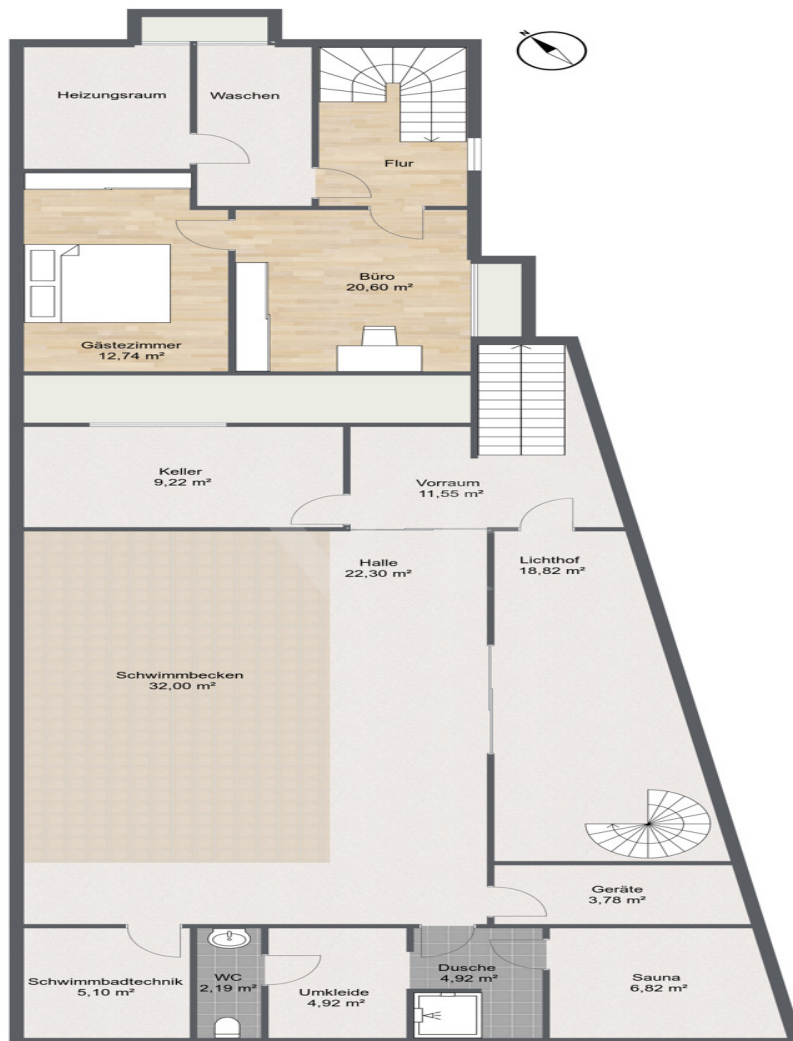 N
Heizungsraum
Waschen
Flur
Büro
20,60 m²
Gästezimmer
12,74 m²
Keller
9,22 m²
Vorraum
11,55 m²
Halle
22,30 m²
Lichthof
18,82 m²
Schwimmbecken
32,00 m²
Geräte
3,78 m²
Schwimmbadtechnik
5,10 m²
WC
2,19 m²
Umkleide
4,92 m²
Dusche
4,92 m²
Sauna
6,82 m²